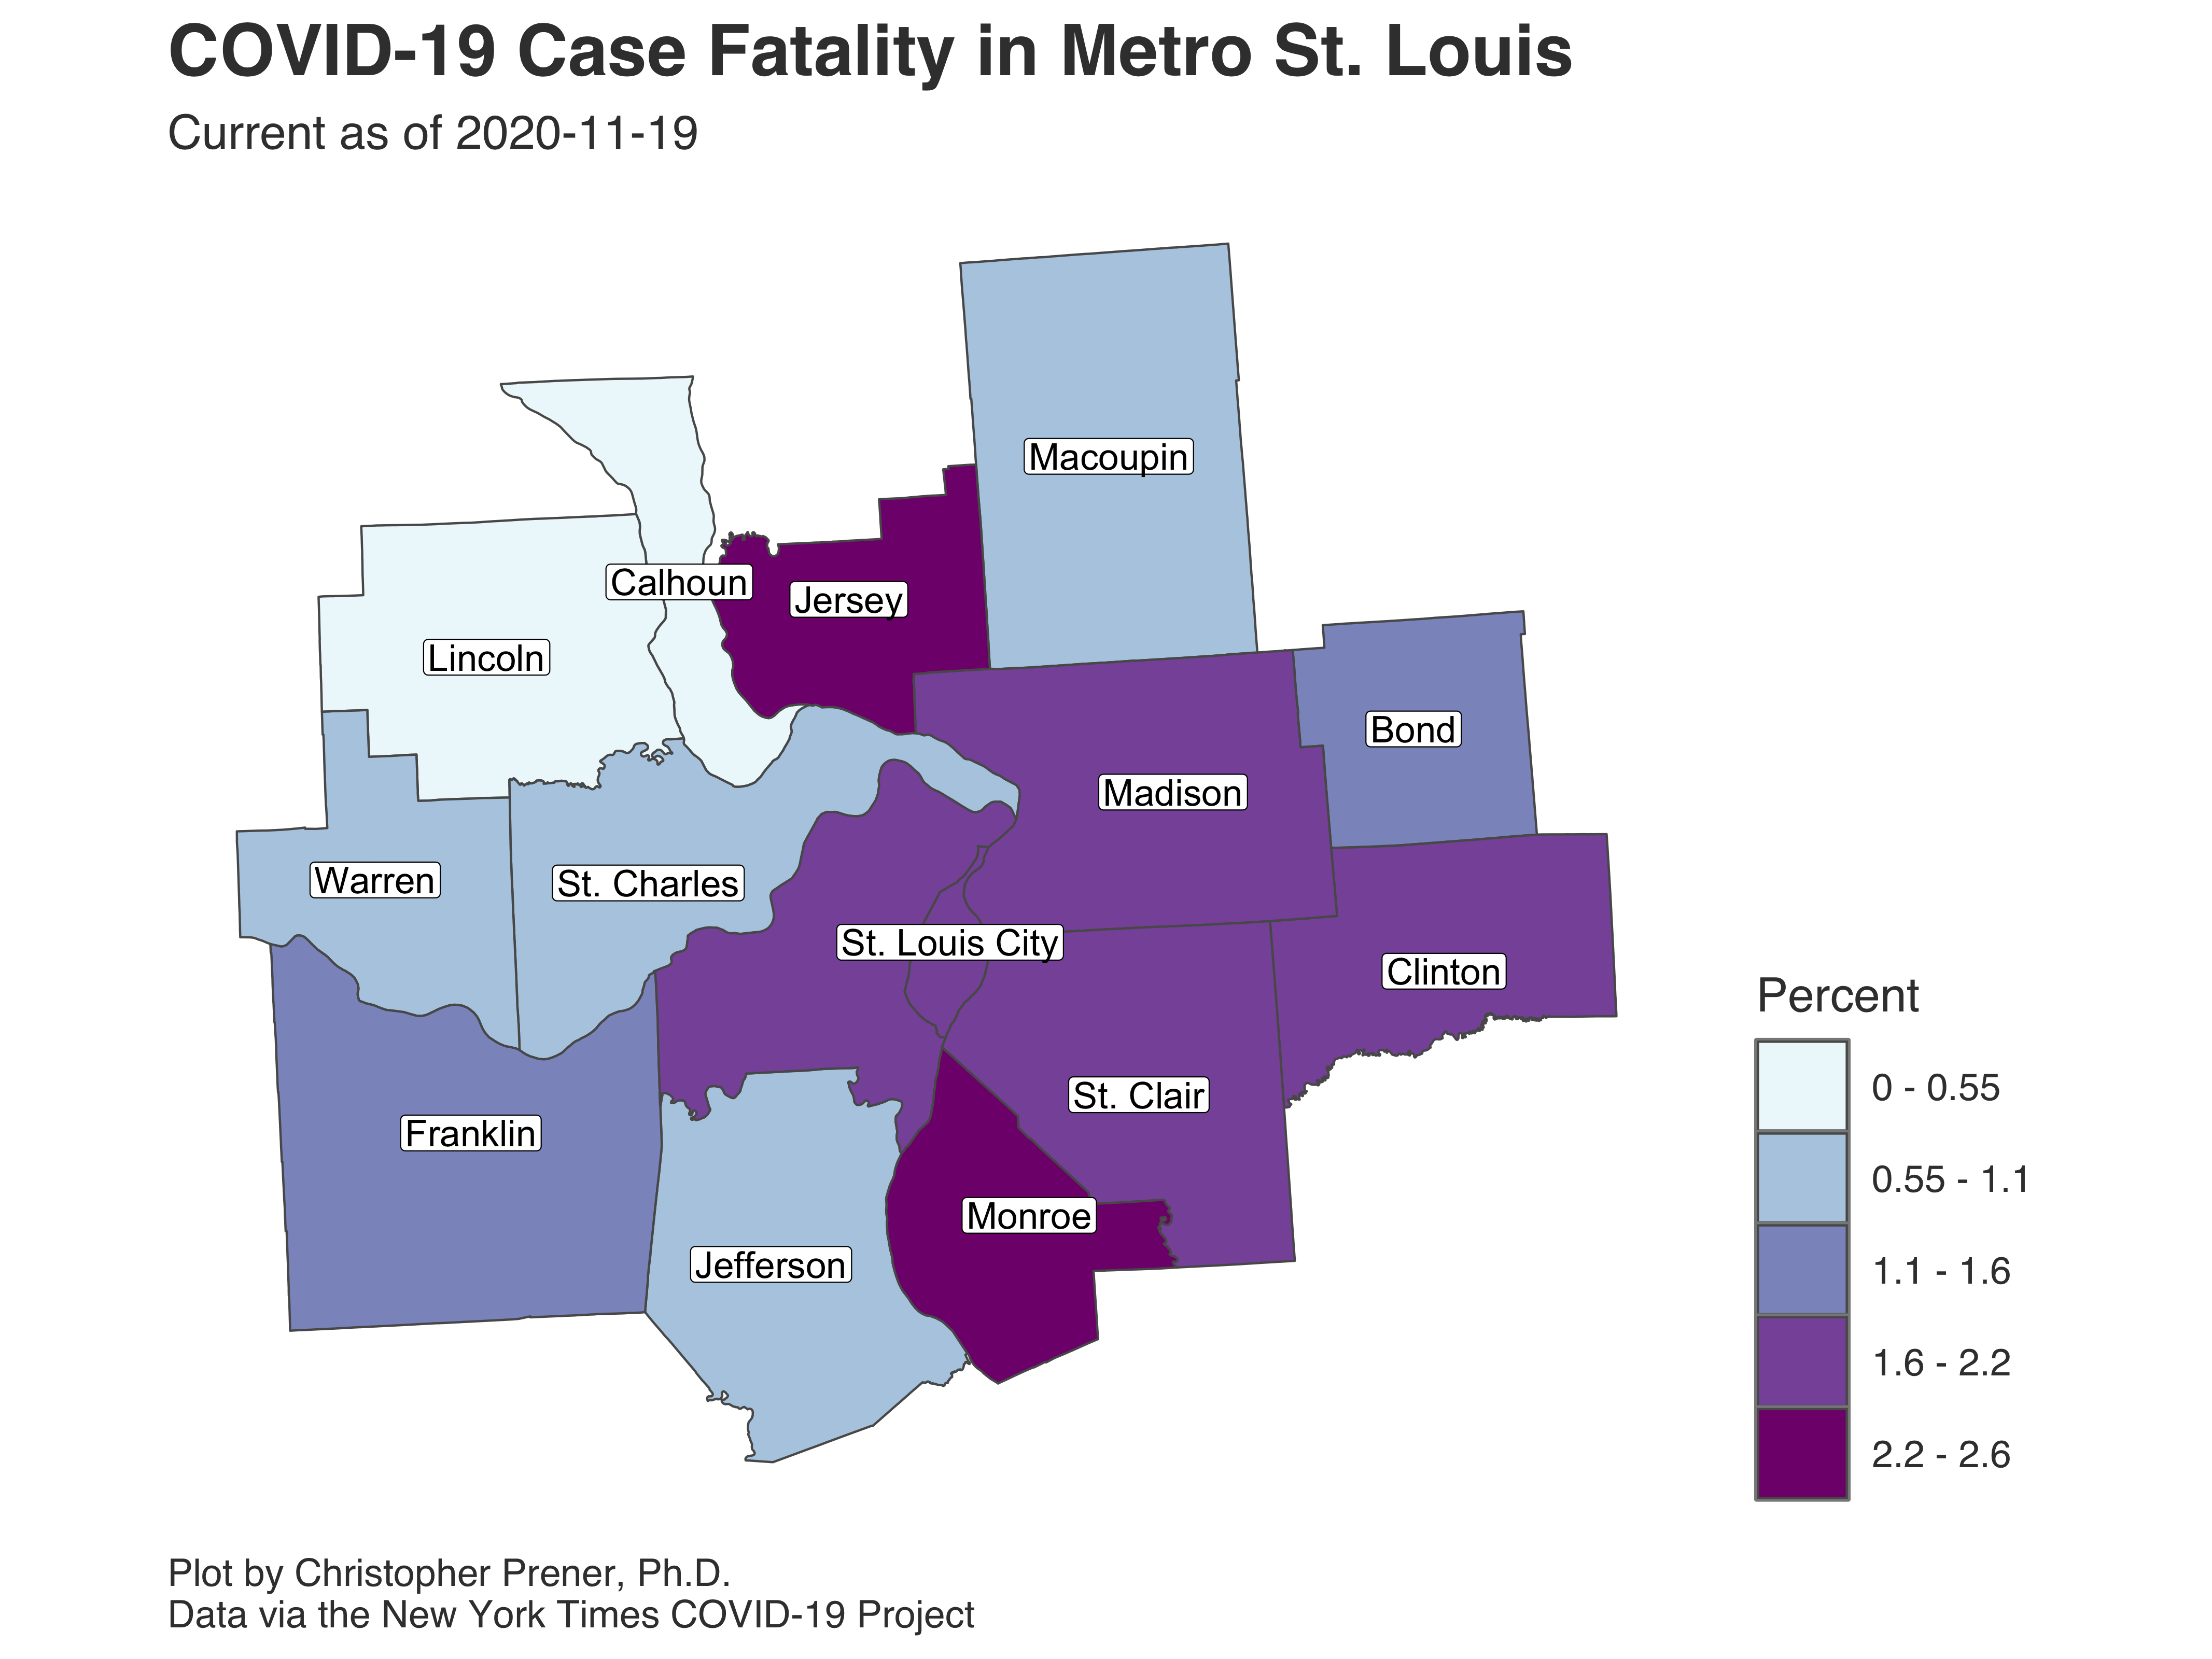 COVID-19 Case Fatality in Metro St. Louis
Current as of 2020-11-19
Macoupin
Calhoun
Jersey
Lincoln
Bond
Madison
Warren
St. Charles
St. Louis City
Clinton
St. Clair
Franklin
Monroe
Jefferson
Percent
0 - 0.55
0.55 - 1.1
1.1 - 1.6
1.6 - 2.2
2.2 - 2.6
Plot by Christopher Prener, Ph.D.
Data via the New York Times COVID-19 Project